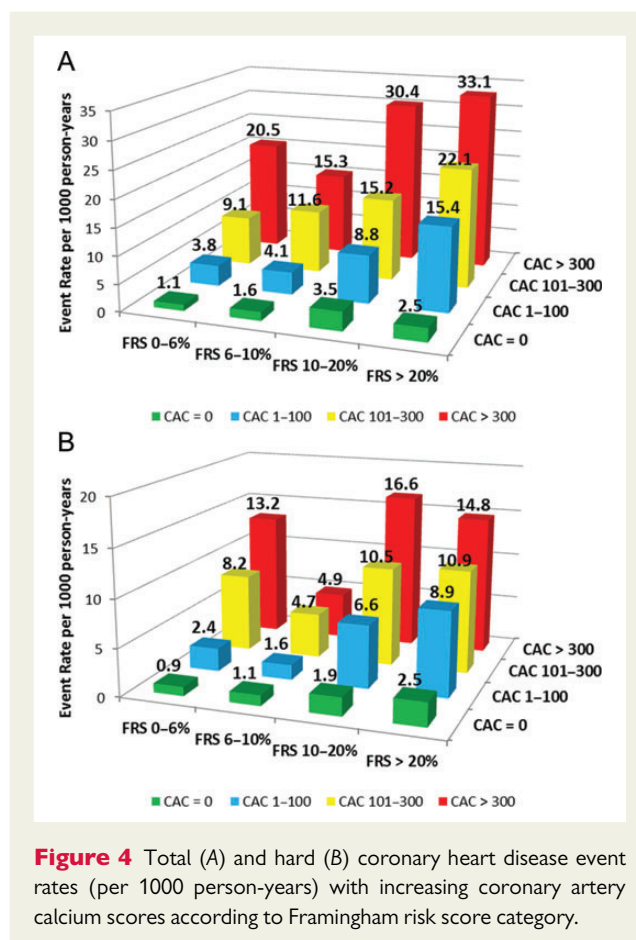 A
Event Rate per 1000 person-years
35
30
25
20
15
10
5
0
20.5 15.3 30.4 33.1
9.1 11.6 15.2 22.1
3.8 4.1 8.8 15.4
1.1 1.6 3.5 2.5
FRS 0–6%
FRS 6–10%
FRS 10–20%
FRS > 20%
CAC > 300
CAC 101–300
CAC 1–100
CAC = 0
CAC = 0 CAC 1–100 CAC 101–300 CAC > 300
B
Event Rate per 1000 person-years
20
15
10
5
0
13.2 4.9 16.6 14.8
8.2 4.7 10.5 10.9
2.4 1.6 6.6 8.9
0.9 1.1 1.9 2.5
FRS 0–6%
FRS 6–10%
FRS 10–20%
FRS > 20%
CAC > 300
CAC 101–300
CAC 1–100
CAC = 0
CAC = 0 CAC 1–100 CAC 101–300 CAC > 300
Figure 4 Total (A) and hard (B) coronary heart disease event
rates (per 1000 person-years) with increasing coronary artery
calcium scores according to Framingham risk score category.